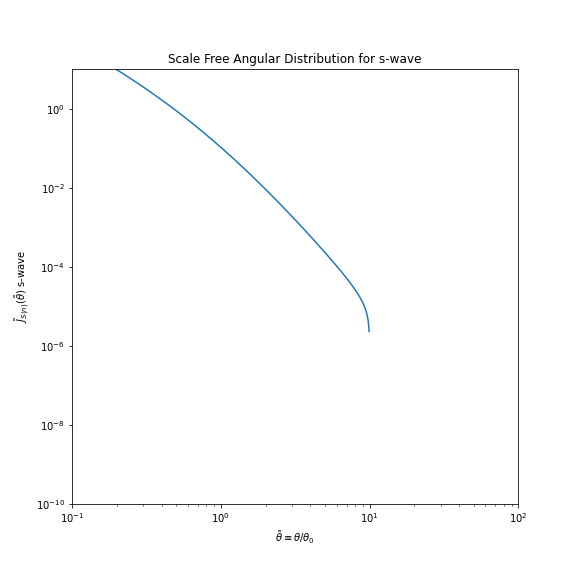 Scale Free Angular Distribution for s-wave
10⁰
10⁻²
10⁻⁴
10⁻⁶
10⁻⁸
10⁻¹⁰
J̃_{S(n)}(θ̃) s-wave
10⁻¹ 10⁰ 10¹ 10²
θ̃ ≡ θ/θ₀